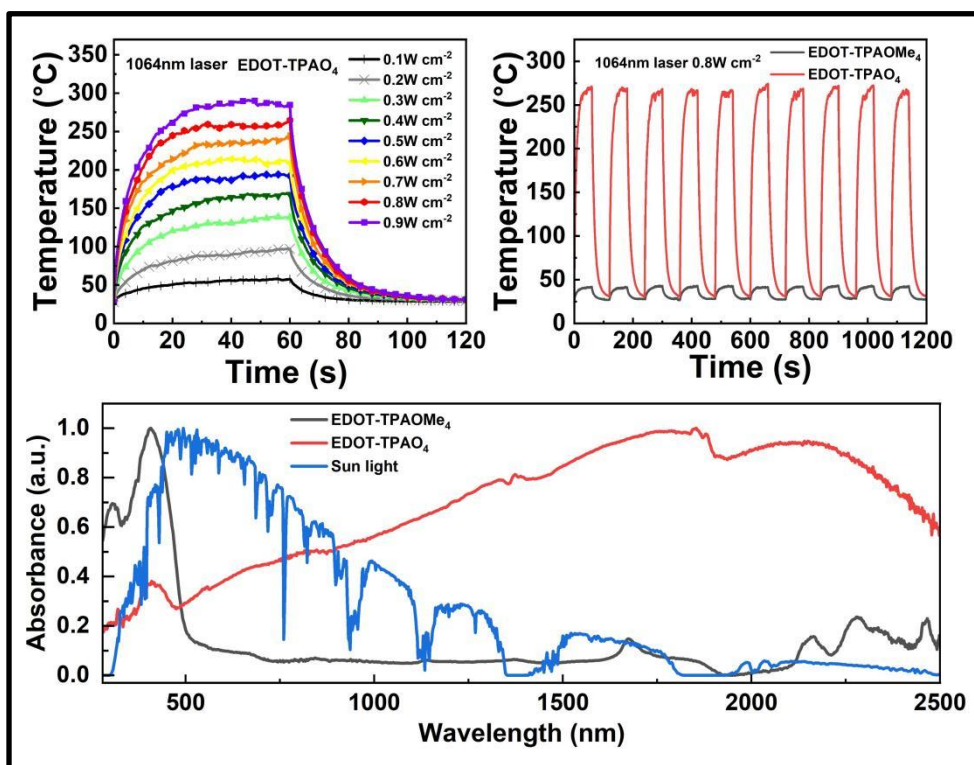 1064nm laser EDOT-TPAO₄
0.1W cm⁻²
0.2W cm⁻²
0.3W cm⁻²
0.4W cm⁻²
0.5W cm⁻²
0.6W cm⁻²
0.7W cm⁻²
0.8W cm⁻²
0.9W cm⁻²
350
300
250
200
150
100
50
0
0 20 40 60 80 100 120
Temperature (°C)
Time (s)
1064nm laser 0.8W cm⁻²
EDOT-TPAOMe₄
EDOT-TPAO₄
300
250
200
150
100
50
0
0 200 400 600 800 1000 1200
Temperature (°C)
Time (s)
EDOT-TPAOMe₄
EDOT-TPAO₄
Sun light
1.0
0.8
0.6
0.4
0.2
0.0
500 1000 1500 2000 2500
Absorbance (a.u.)
Wavelength (nm)